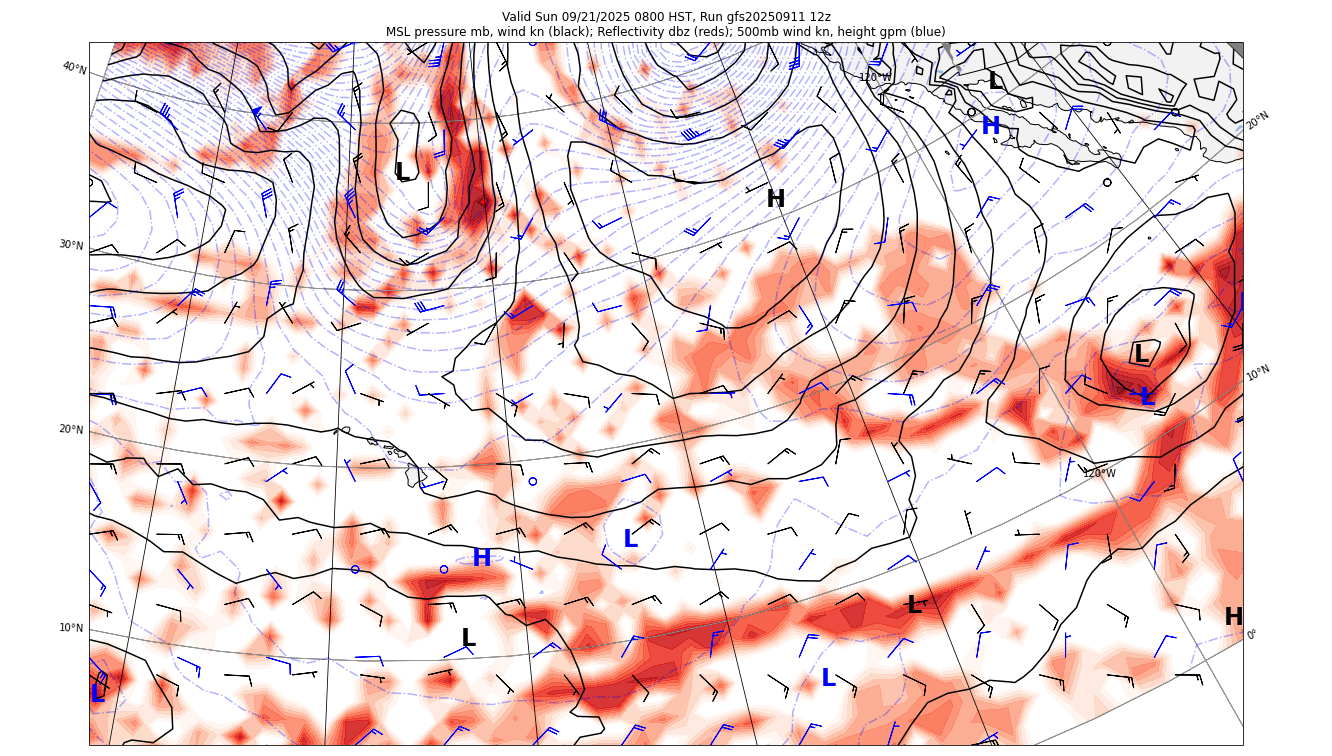 Valid Sun 09/21/2025 0800 HST, Run gfs20250911 12z
MSL pressure mb, wind kn (black); Reflectivity dbz (reds); 500mb wind kn, height gpm (blue)
40°N
120°W
L
H
20°N
L
H
30°N
L
10°N
L
20°N
120°W
L
H
L
H
10°N
L
0°
L
L